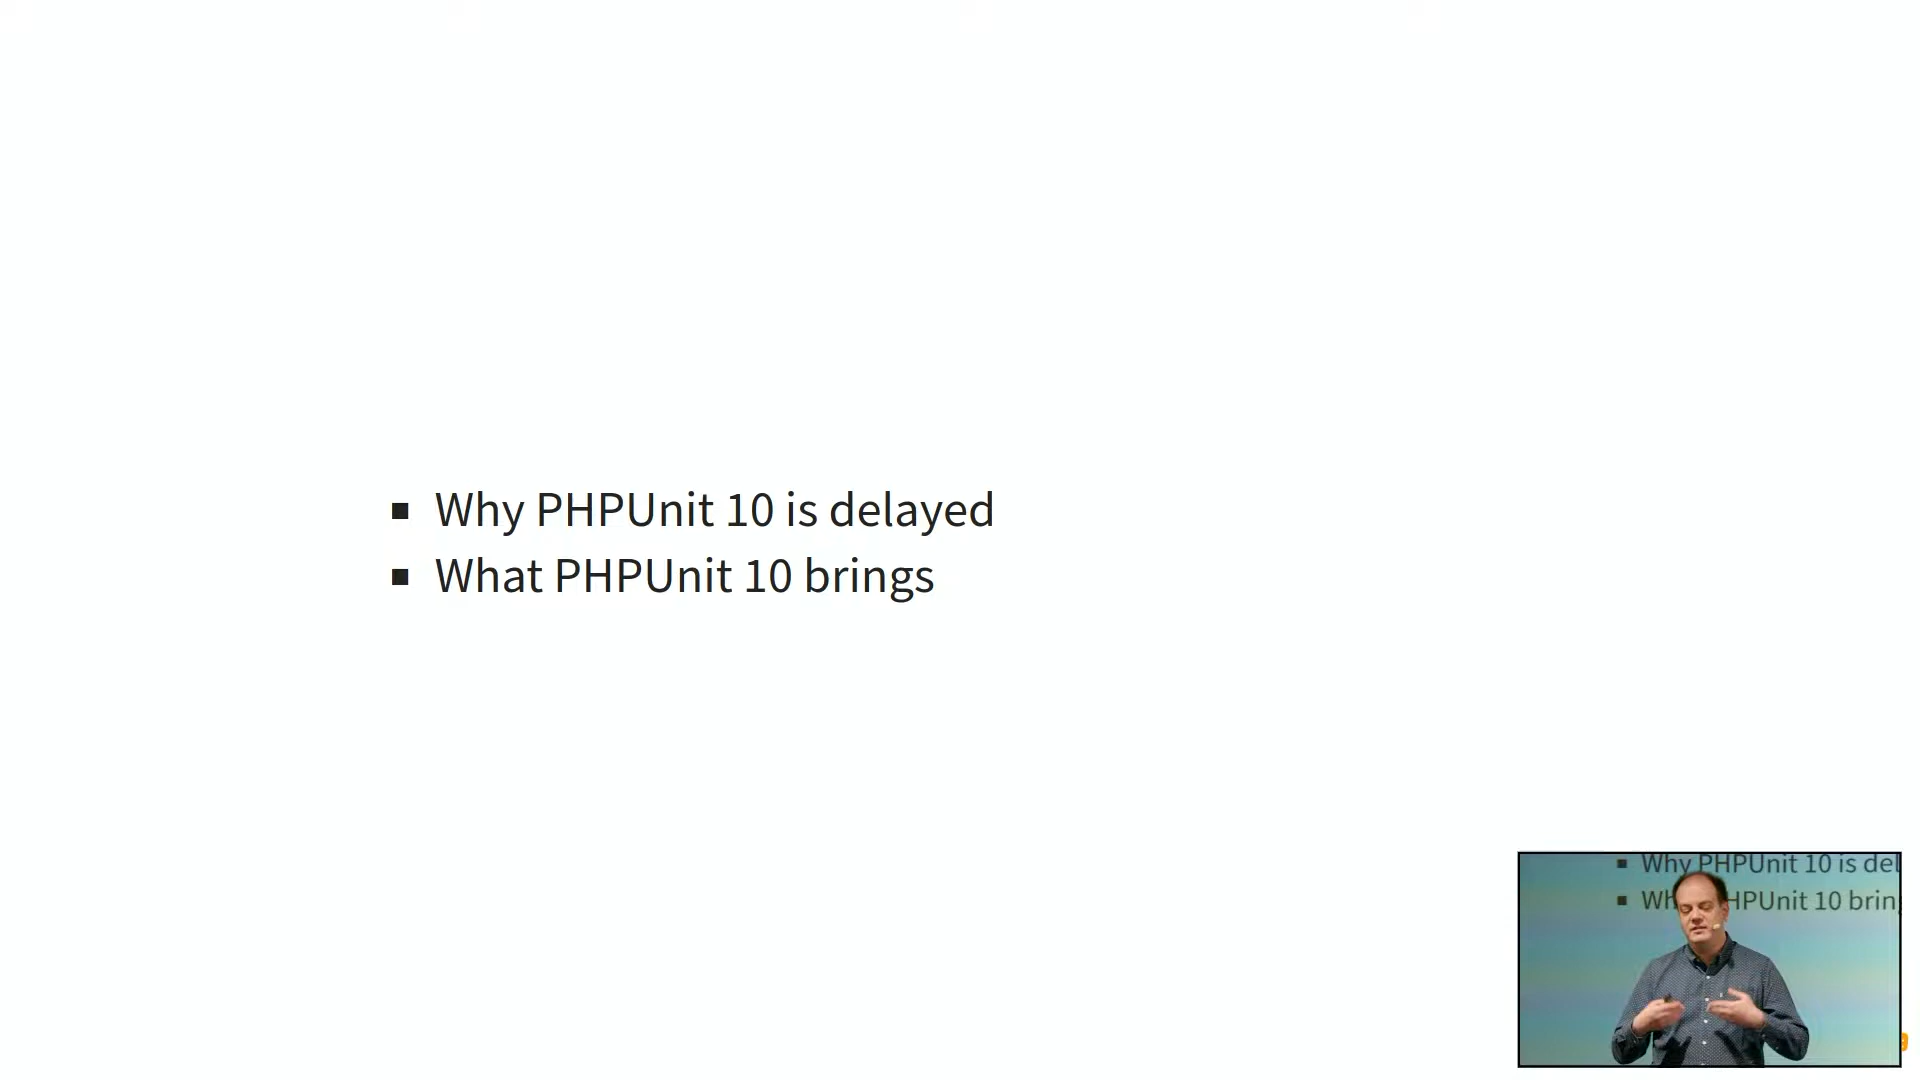 Why PHPUnit 10 is delayed
What PHPUnit 10 brings
Why PHPUnit 10 is del
Wh HPUnit 10 brin